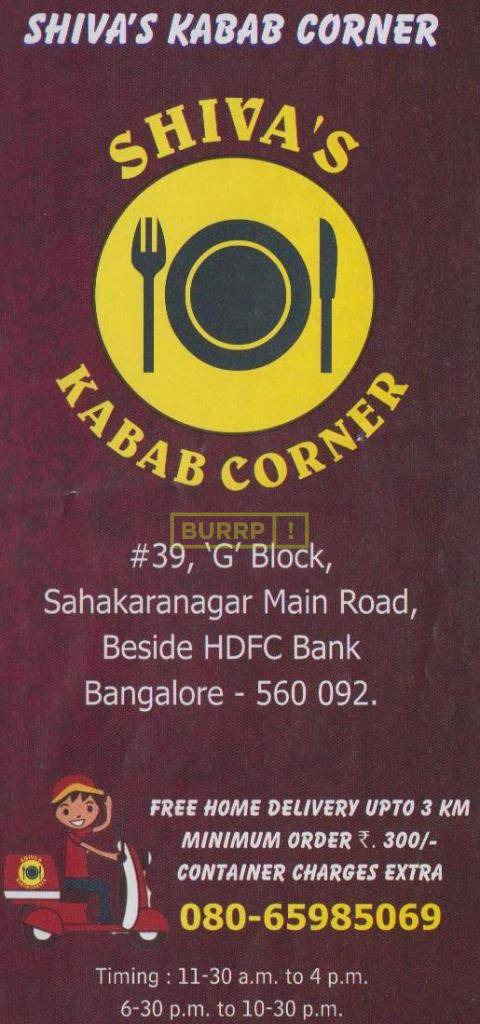 SHIVA'S KABAB CORNER
SHIVA'S
KABAB CORNER
BURRP !
#39, 'G' Block,
Sahakaranagar Main Road,
Beside HDFC Bank
Bangalore - 560 092.
FREE HOME DELIVERY UPTO 3 KM
MINIMUM ORDER ₹. 300/-
CONTAINER CHARGES EXTRA
080-65985069
Timing : 11-30 a.m. to 4 p.m.
6-30 p.m. to 10-30 p.m.